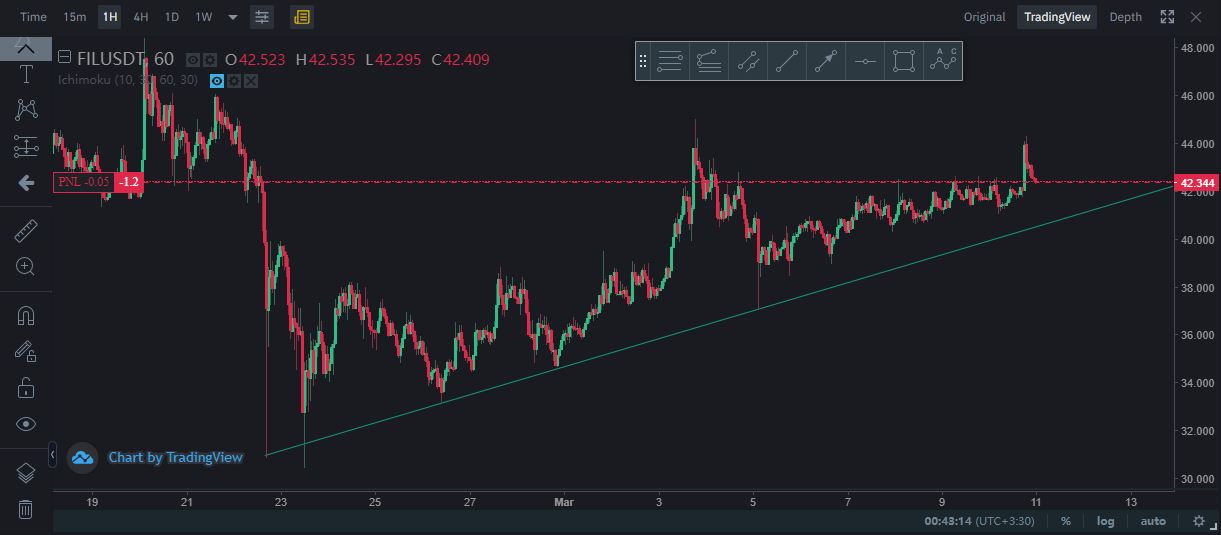 Time 15m 1H 4H 1D 1W Original TradingView Depth
FILUSDT, 60 O42.523 H42.535 L42.295 C42.409
Ichimoku (10, 30, 60, 30)
A C
T
48.000
46.000
44.000
PNL -0.05 -1.2
42.344
42.000
40.000
38.000
36.000
34.000
32.000
30.000
Chart by TradingView
19 21 23 25 27 Mar 3 5 7 9 11 13
00:43:14 (UTC+3:30) % log auto